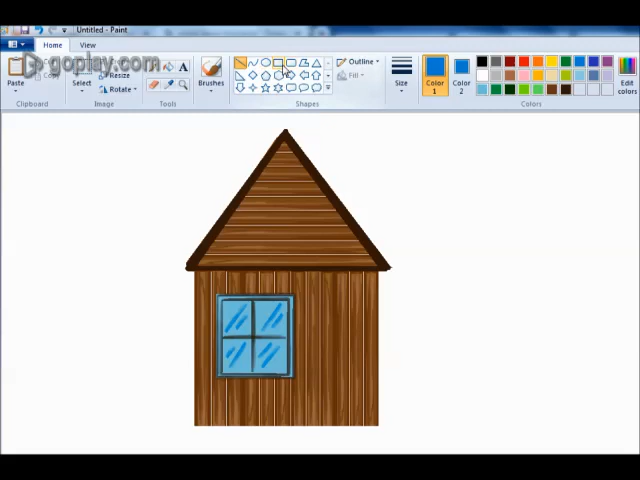 Untitled - Paint
Home View
goplay.com
Paste
Select
Resize
Rotate
Brushes
Outline
Fill
Size
Color
1
Color
2
Edit
colors
Clipboard
Image
Tools
Shapes
Colors